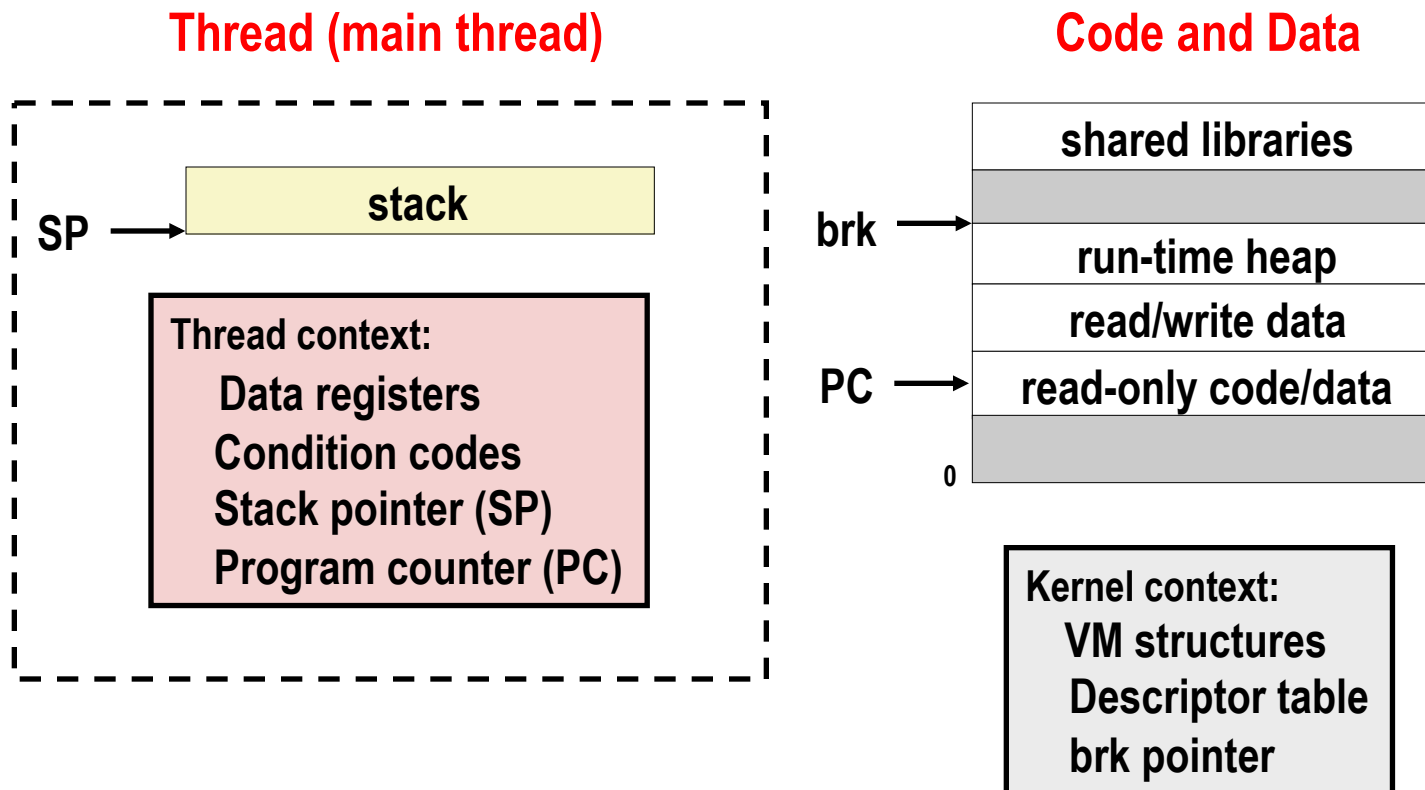 Thread (main thread)
stack
SP
Thread context:
Data registers
Condition codes
Stack pointer (SP)
Program counter (PC)
Code and Data
shared libraries
brk
run-time heap
read/write data
PC
read-only code/data
0
Kernel context:
VM structures
Descriptor table
brk pointer